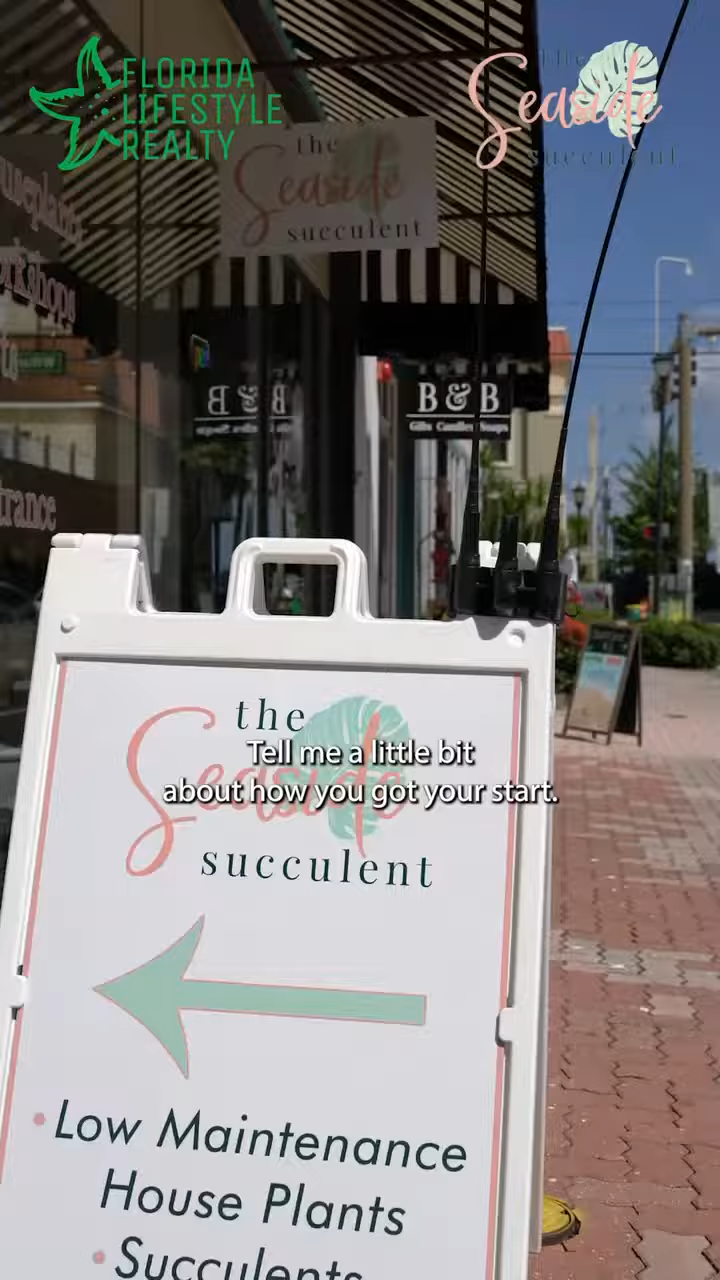 FLORIDA
LIFESTYLE
REALTY
the
Seaside
succulent
the
Seaside
succulent
B & B
Gifts Candles Soaps
the
Seaside
succulent
Tell me a little bit
about how you got your start.
• Low Maintenance
House Plants
• Succulents